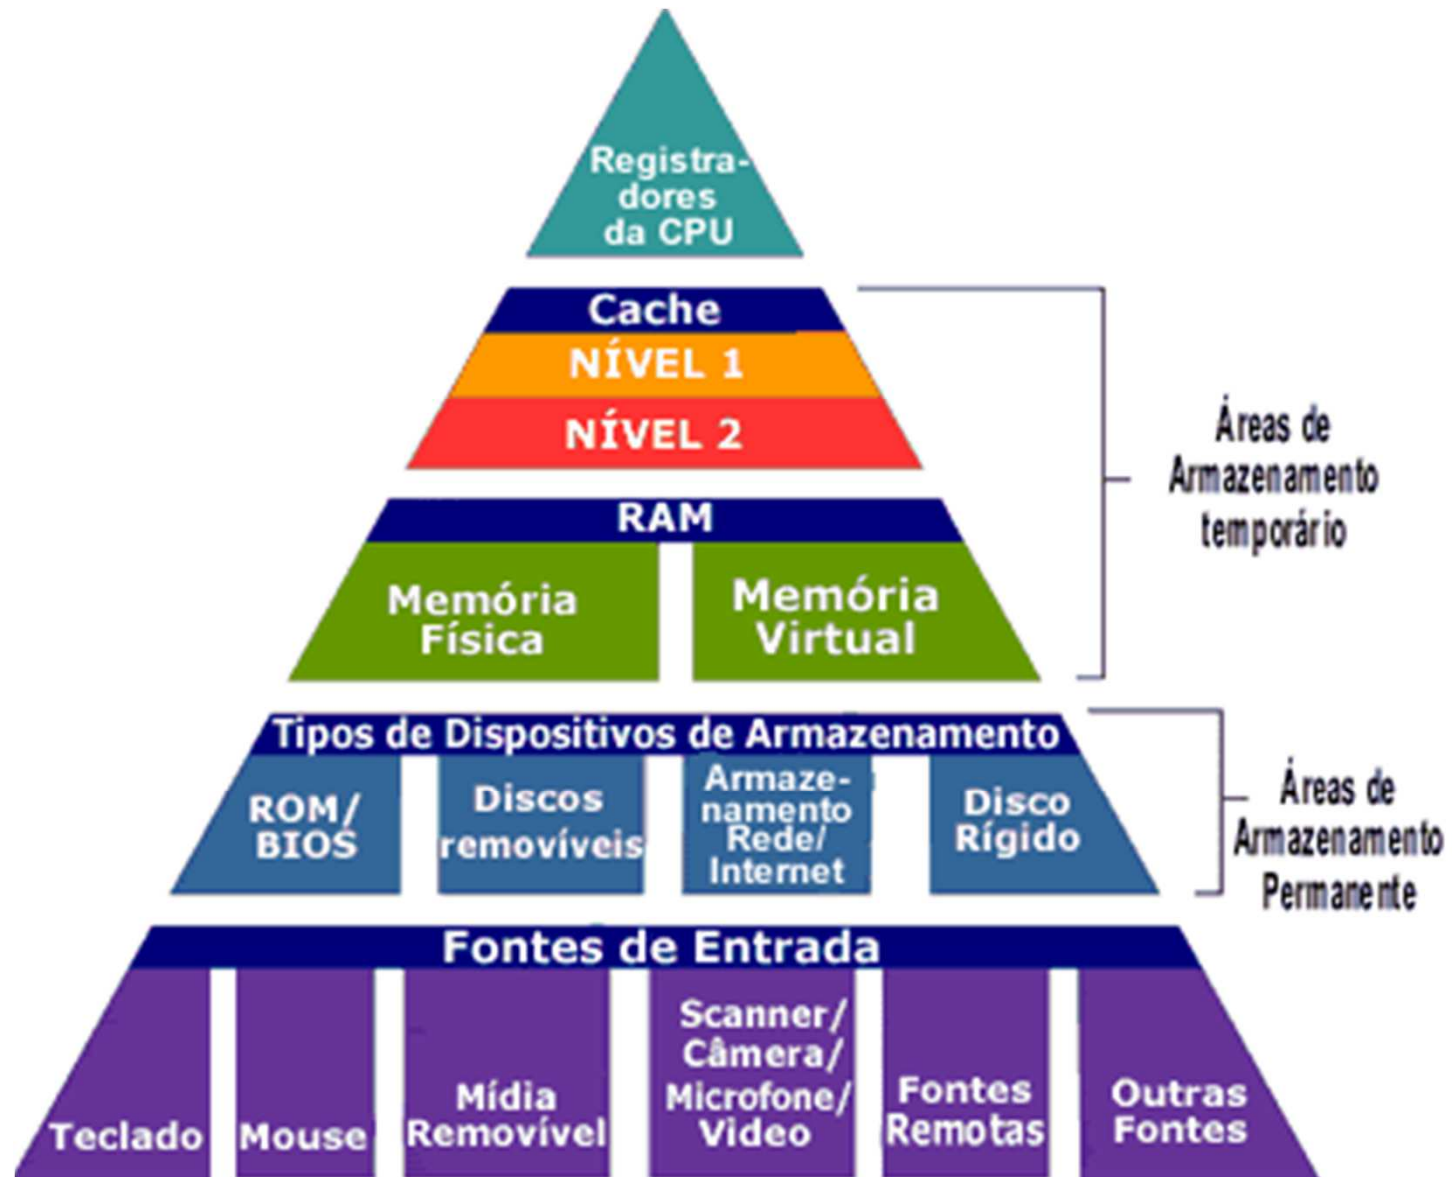 Registra-
dores
da CPU
Cache
NÍVEL 1
NÍVEL 2
RAM
Memória
Física
Memória
Virtual
Áreas de
Armazenamento
temporário
Tipos de Dispositivos de Armazenamento
ROM/
BIOS
Discos
removíveis
Armaze-
namento
Rede/
Internet
Disco
Rígido
Áreas de
Armazenamento
Permanente
Fontes de Entrada
Teclado
Mouse
Mídia
Removível
Scanner/
Câmera/
Microfone/
Video
Fontes
Remotas
Outras
Fontes